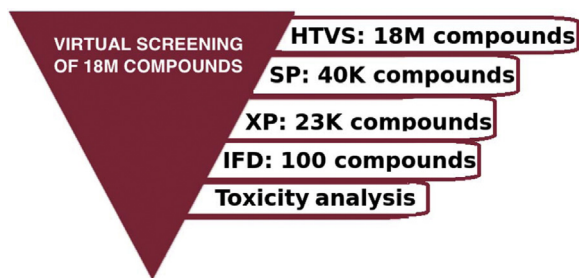 VIRTUAL SCREENING
OF 18M COMPOUNDS
HTVS: 18M compounds
SP: 40K compounds
XP: 23K compounds
IFD: 100 compounds
Toxicity analysis